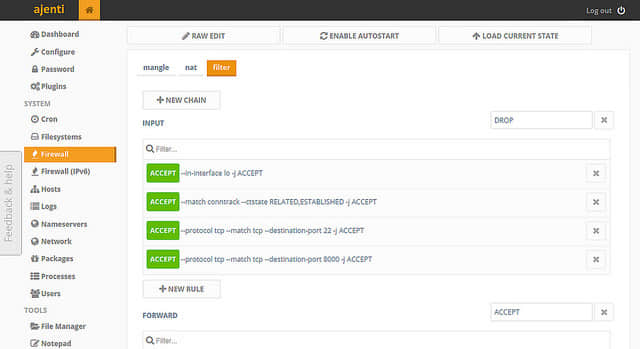 ajenti
Log out
Dashboard
Configure
Password
Plugins
SYSTEM
Cron
Filesystems
Firewall
Firewall (IPv6)
Hosts
Logs
Nameservers
Network
Packages
Processes
Users
TOOLS
File Manager
Notepad
Feedback & help
RAW EDIT
ENABLE AUTOSTART
LOAD CURRENT STATE
mangle
nat
filter
NEW CHAIN
INPUT
DROP
Filter...
ACCEPT --in-interface lo -j ACCEPT
ACCEPT --match conntrack --ctstate RELATED,ESTABLISHED -j ACCEPT
ACCEPT --protocol tcp --match tcp --destination-port 22 -j ACCEPT
ACCEPT --protocol tcp --match tcp --destination-port 8000 -j ACCEPT
NEW RULE
FORWARD
ACCEPT
Filter...